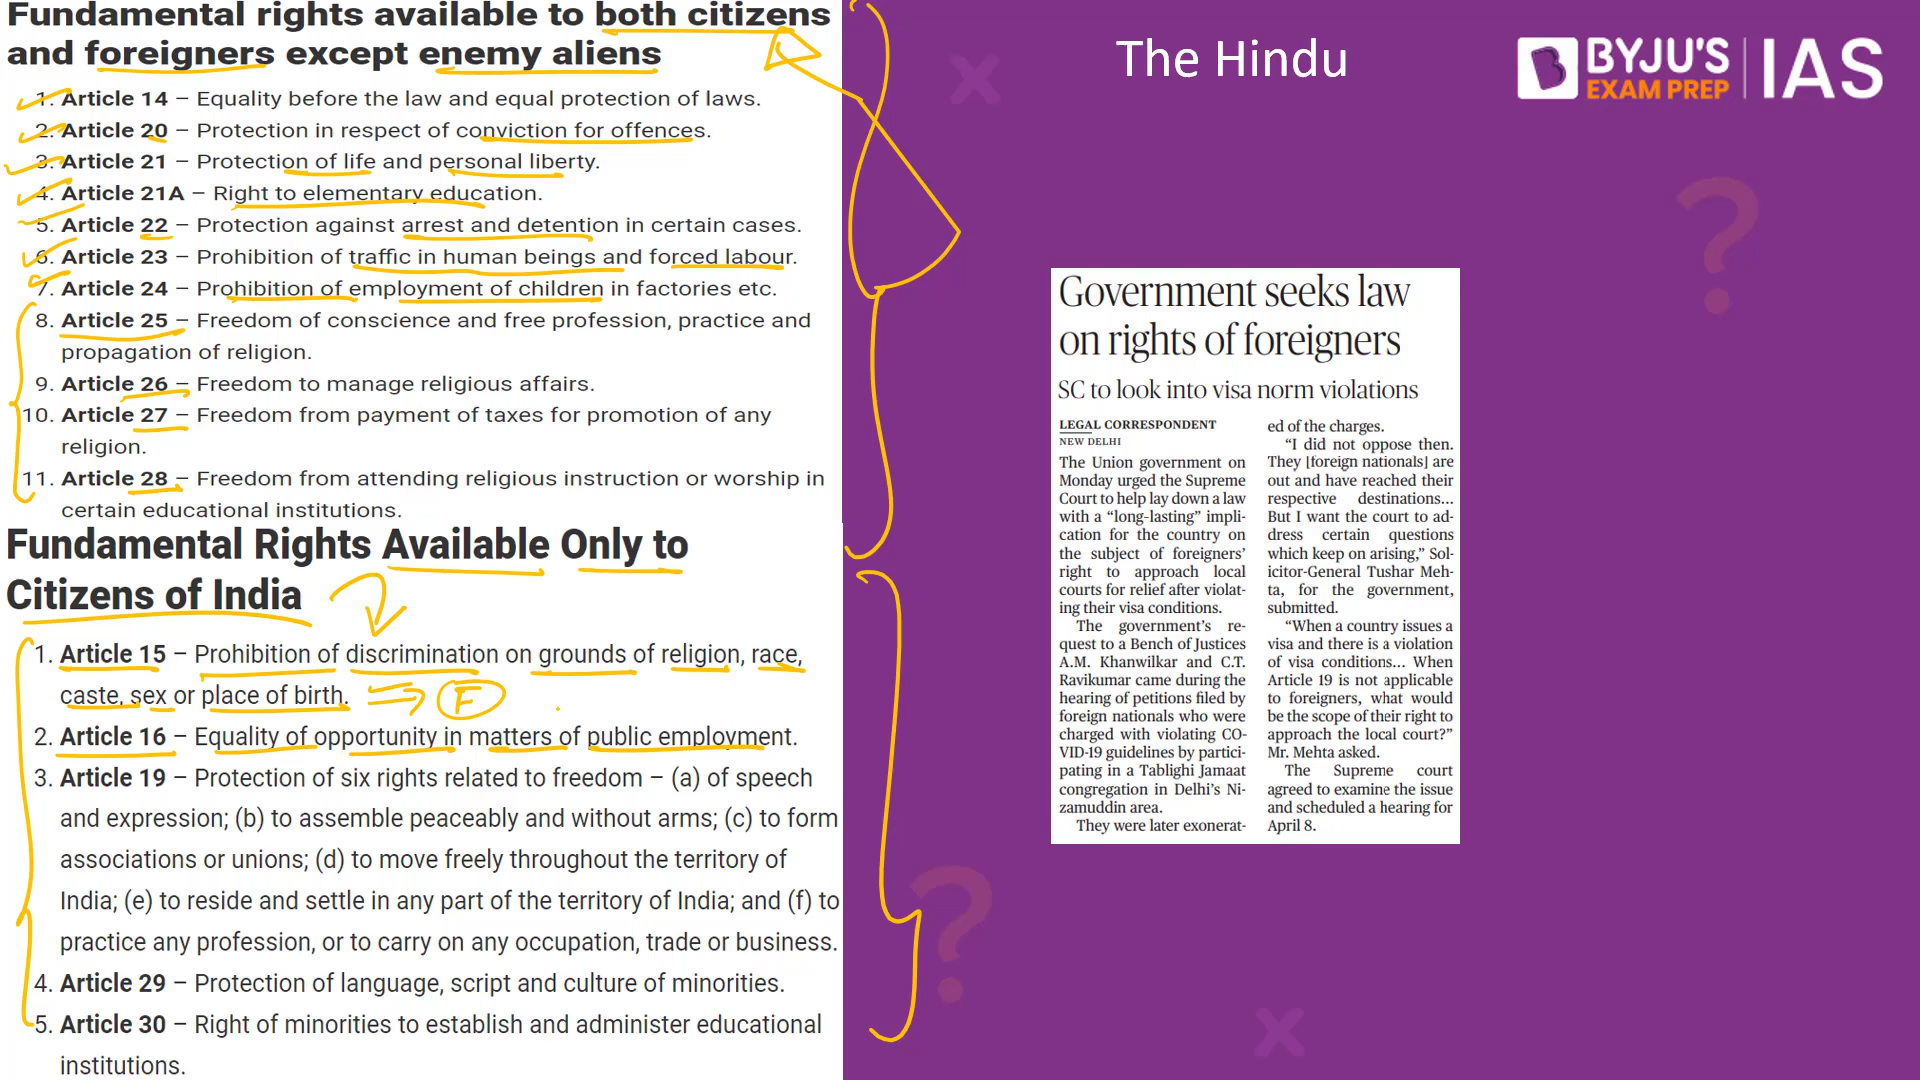 Fundamental rights available to both citizens
and foreigners except enemy aliens
1. Article 14 – Equality before the law and equal protection of laws.
2. Article 20 – Protection in respect of conviction for offences.
3. Article 21 – Protection of life and personal liberty.
4. Article 21A – Right to elementary education.
5. Article 22 – Protection against arrest and detention in certain cases.
6. Article 23 – Prohibition of traffic in human beings and forced labour.
7. Article 24 – Prohibition of employment of children in factories etc.
8. Article 25 – Freedom of conscience and free profession, practice and
propagation of religion.
9. Article 26 – Freedom to manage religious affairs.
10. Article 27 – Freedom from payment of taxes for promotion of any
religion.
11. Article 28 – Freedom from attending religious instruction or worship in
certain educational institutions.
Fundamental Rights Available Only to
Citizens of India
1. Article 15 – Prohibition of discrimination on grounds of religion, race,
caste, sex or place of birth.
F
2. Article 16 – Equality of opportunity in matters of public employment.
3. Article 19 – Protection of six rights related to freedom – (a) of speech
and expression; (b) to assemble peaceably and without arms; (c) to form
associations or unions; (d) to move freely throughout the territory of
India; (e) to reside and settle in any part of the territory of India; and (f) to
practice any profession, or to carry on any occupation, trade or business.
4. Article 29 – Protection of language, script and culture of minorities.
5. Article 30 – Right of minorities to establish and administer educational
institutions.
The Hindu
BYJU'S
EXAM PREP
IAS
Government seeks law
on rights of foreigners
SC to look into visa norm violations
LEGAL CORRESPONDENT
NEW DELHI
The Union government on
Monday urged the Supreme
Court to help lay down a law
with a “long-lasting” impli-
cation for the country on
the subject of foreigners’
right to approach local
courts for relief after violat-
ing their visa conditions.
The government’s re-
quest to a Bench of Justices
A.M. Khanwilkar and C.T.
Ravikumar came during the
hearing of petitions filed by
foreign nationals who were
charged with violating CO-
VID-19 guidelines by partici-
pating in a Tablighi Jamaat
congregation in Delhi’s Ni-
zamuddin area.
They were later exonerat-
ed of the charges.
“I did not oppose then.
They [foreign nationals] are
out and have reached their
respective destinations...
But I want the court to ad-
dress certain questions
which keep on arising,” Sol-
icitor-General Tushar Meh-
ta, for the government,
submitted.
“When a country issues a
visa and there is a violation
of visa conditions... When
Article 19 is not applicable
to foreigners, what would
be the scope of their right to
approach the local court?”
Mr. Mehta asked.
The Supreme court
agreed to examine the issue
and scheduled a hearing for
April 8.